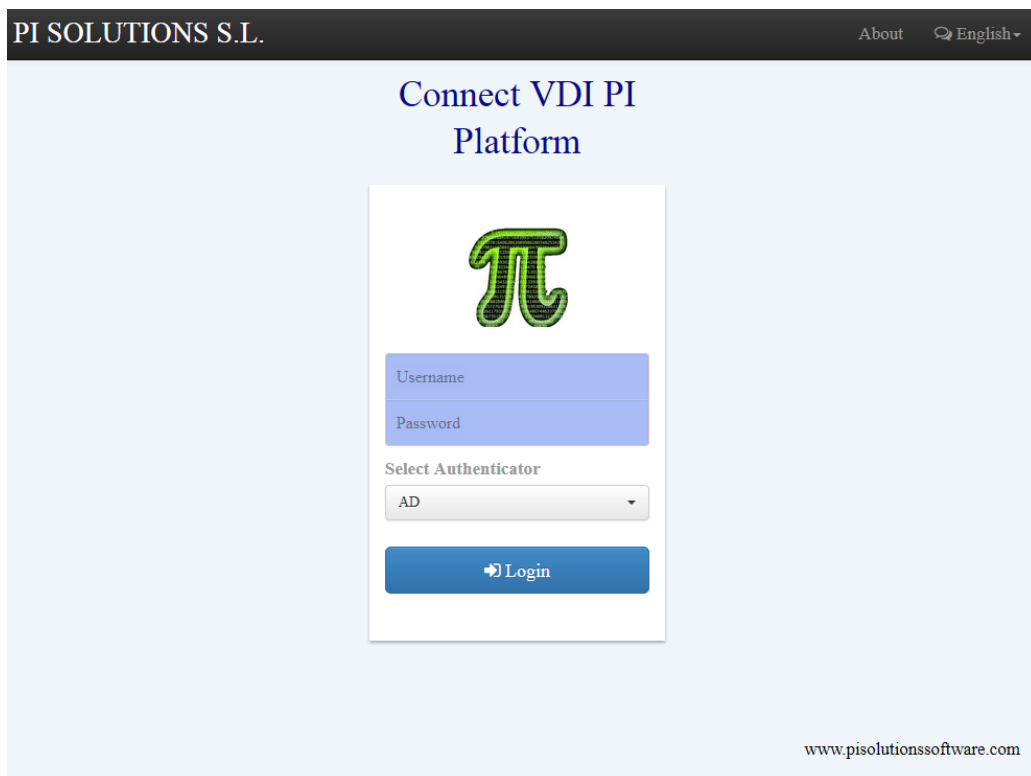 PI SOLUTIONS S.L.
About
English
Connect VDI PI
Platform
Username
Password
Select Authenticator
AD
Login
www.pisolutionssoftware.com